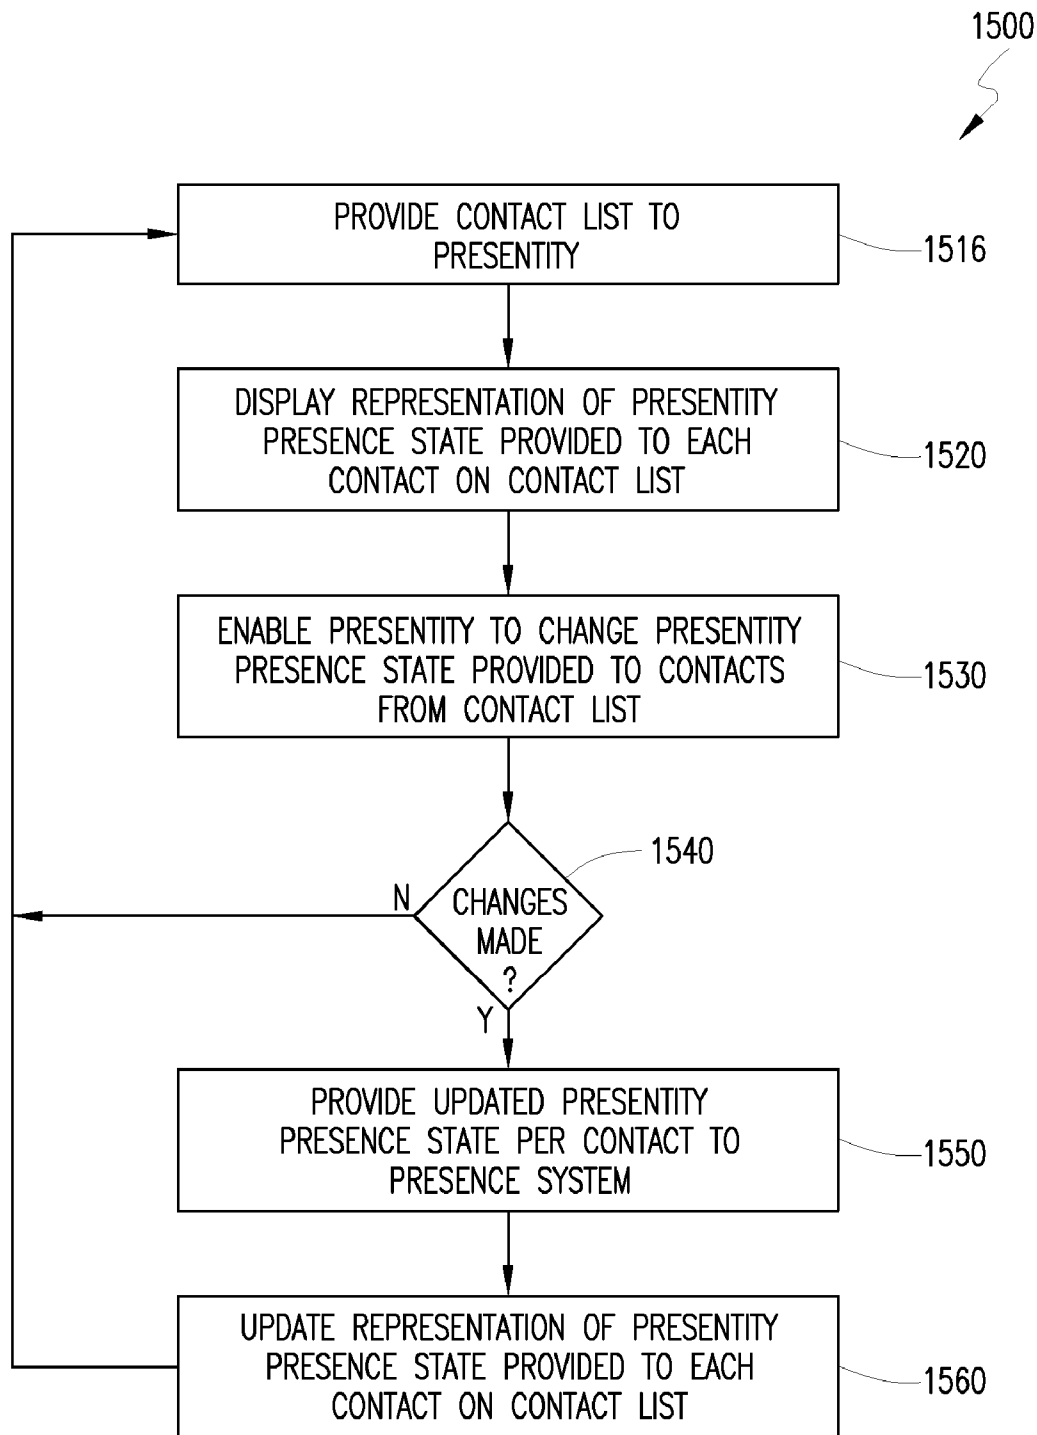 1500
PROVIDE CONTACT LIST TO
PRESENTITY
1516
DISPLAY REPRESENTATION OF PRESENTITY
PRESENCE STATE PROVIDED TO EACH
CONTACT ON CONTACT LIST
1520
ENABLE PRESENTITY TO CHANGE PRESENTITY
PRESENCE STATE PROVIDED TO CONTACTS
FROM CONTACT LIST
1530
1540
N
CHANGES
MADE
?
Y
PROVIDE UPDATED PRESENTITY
PRESENCE STATE PER CONTACT TO
PRESENCE SYSTEM
1550
UPDATE REPRESENTATION OF PRESENTITY
PRESENCE STATE PROVIDED TO EACH
CONTACT ON CONTACT LIST
1560